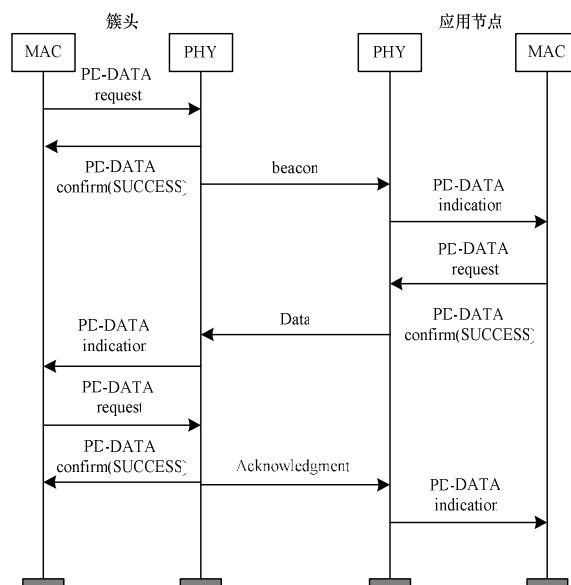 簇头
应用节点
MAC
PHY
PHY
MAC
PD-DATA
request
PD-DATA
confirm(SUCCESS)
beacon
PD-DATA
indication
PD-DATA
request
Data
PD-DATA
confirm(SUCCESS)
PD-DATA
indication
PD-DATA
request
PD-DATA
confirm(SUCCESS)
Acknowledgment
PD-DATA
indication